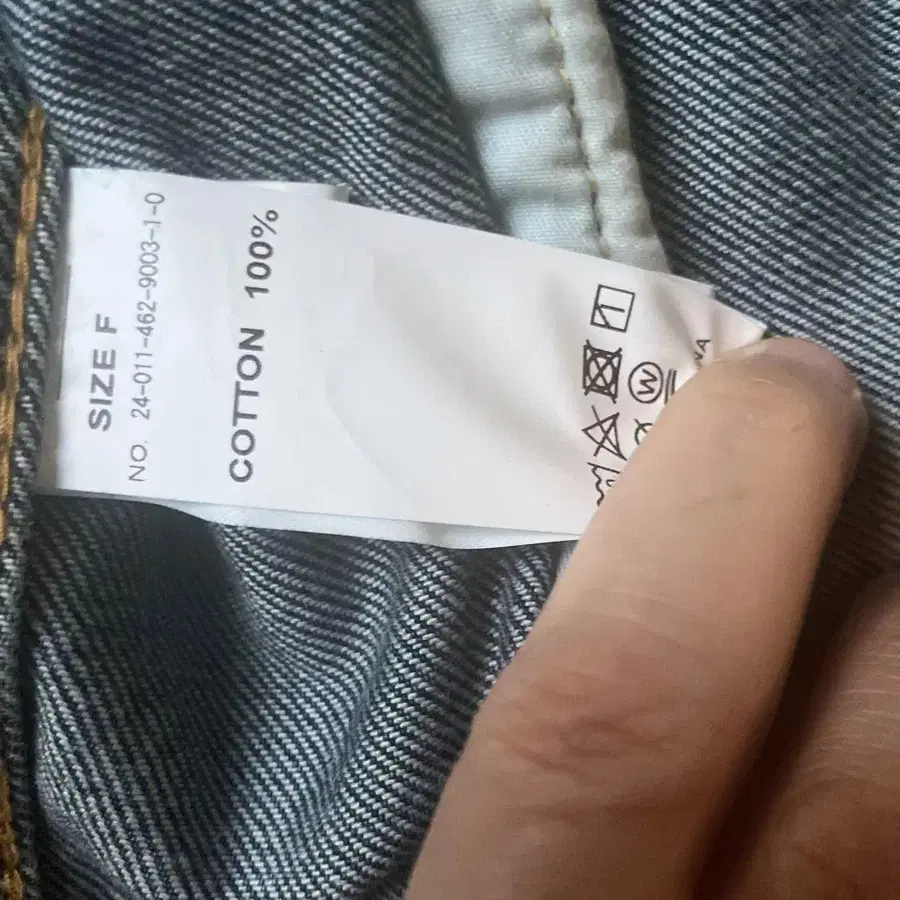 SIZE F
NO. 24-011-462-9003-1-0
COTTON 100%
W